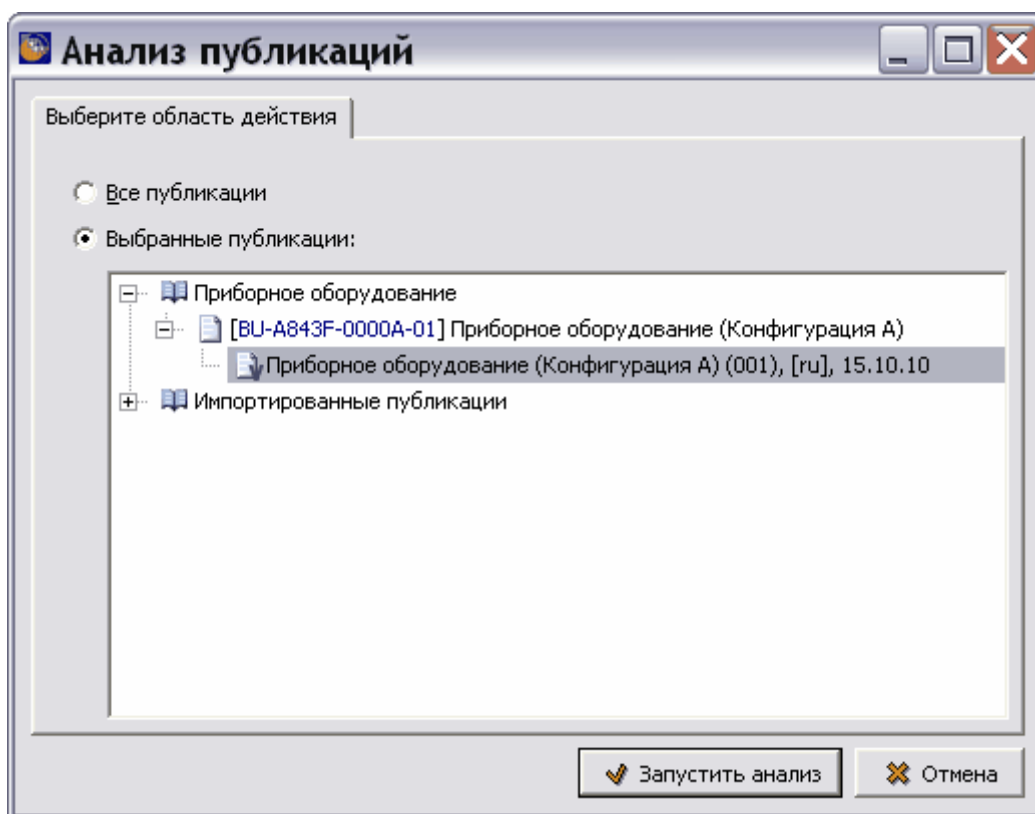 Анализ публикаций
Выберите область действия
Все публикации
Выбранные публикации:
Приборное оборудование
[BU-A843F-0000A-01] Приборное оборудование (Конфигурация А)
Приборное оборудование (Конфигурация А) (001), [ru], 15.10.10
Импортированные публикации
Запустить анализ
Отмена